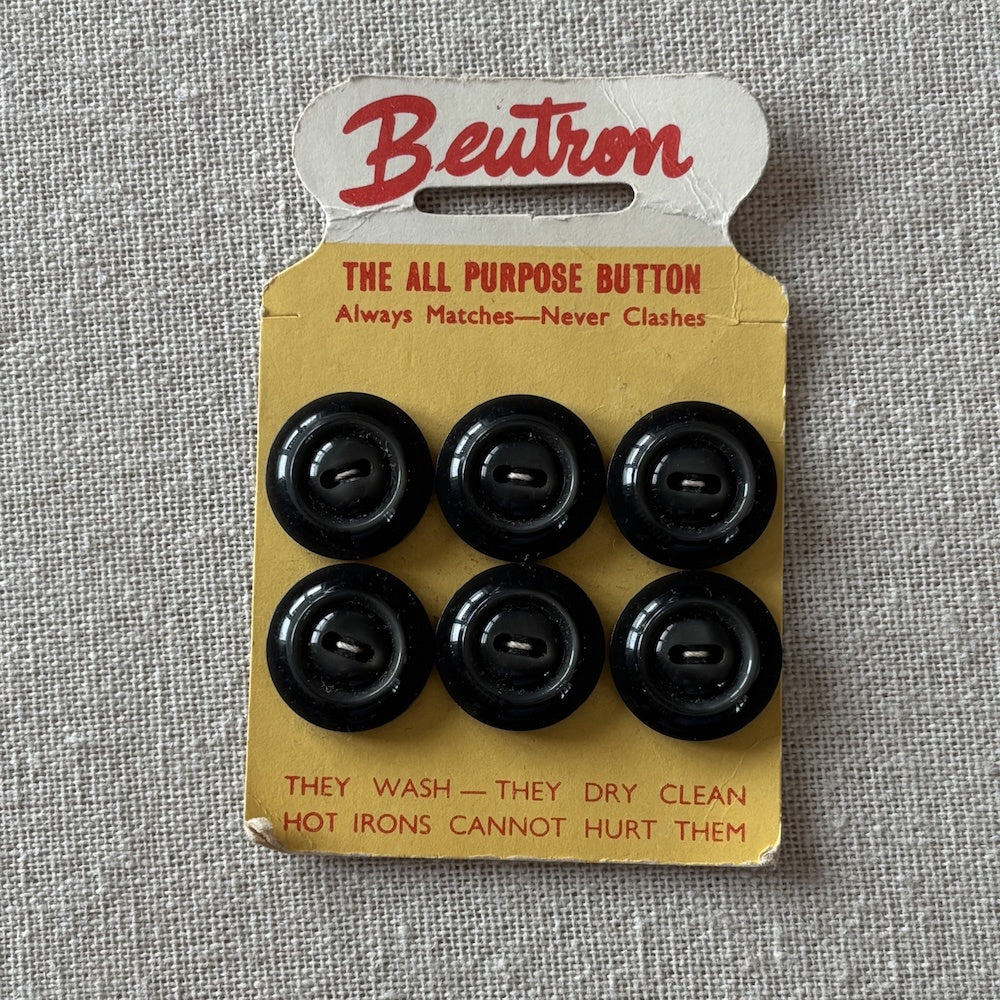 Beutron
THE ALL PURPOSE BUTTON
Always Matches—Never Clashes
THEY WASH — THEY DRY CLEAN
HOT IRONS CANNOT HURT THEM